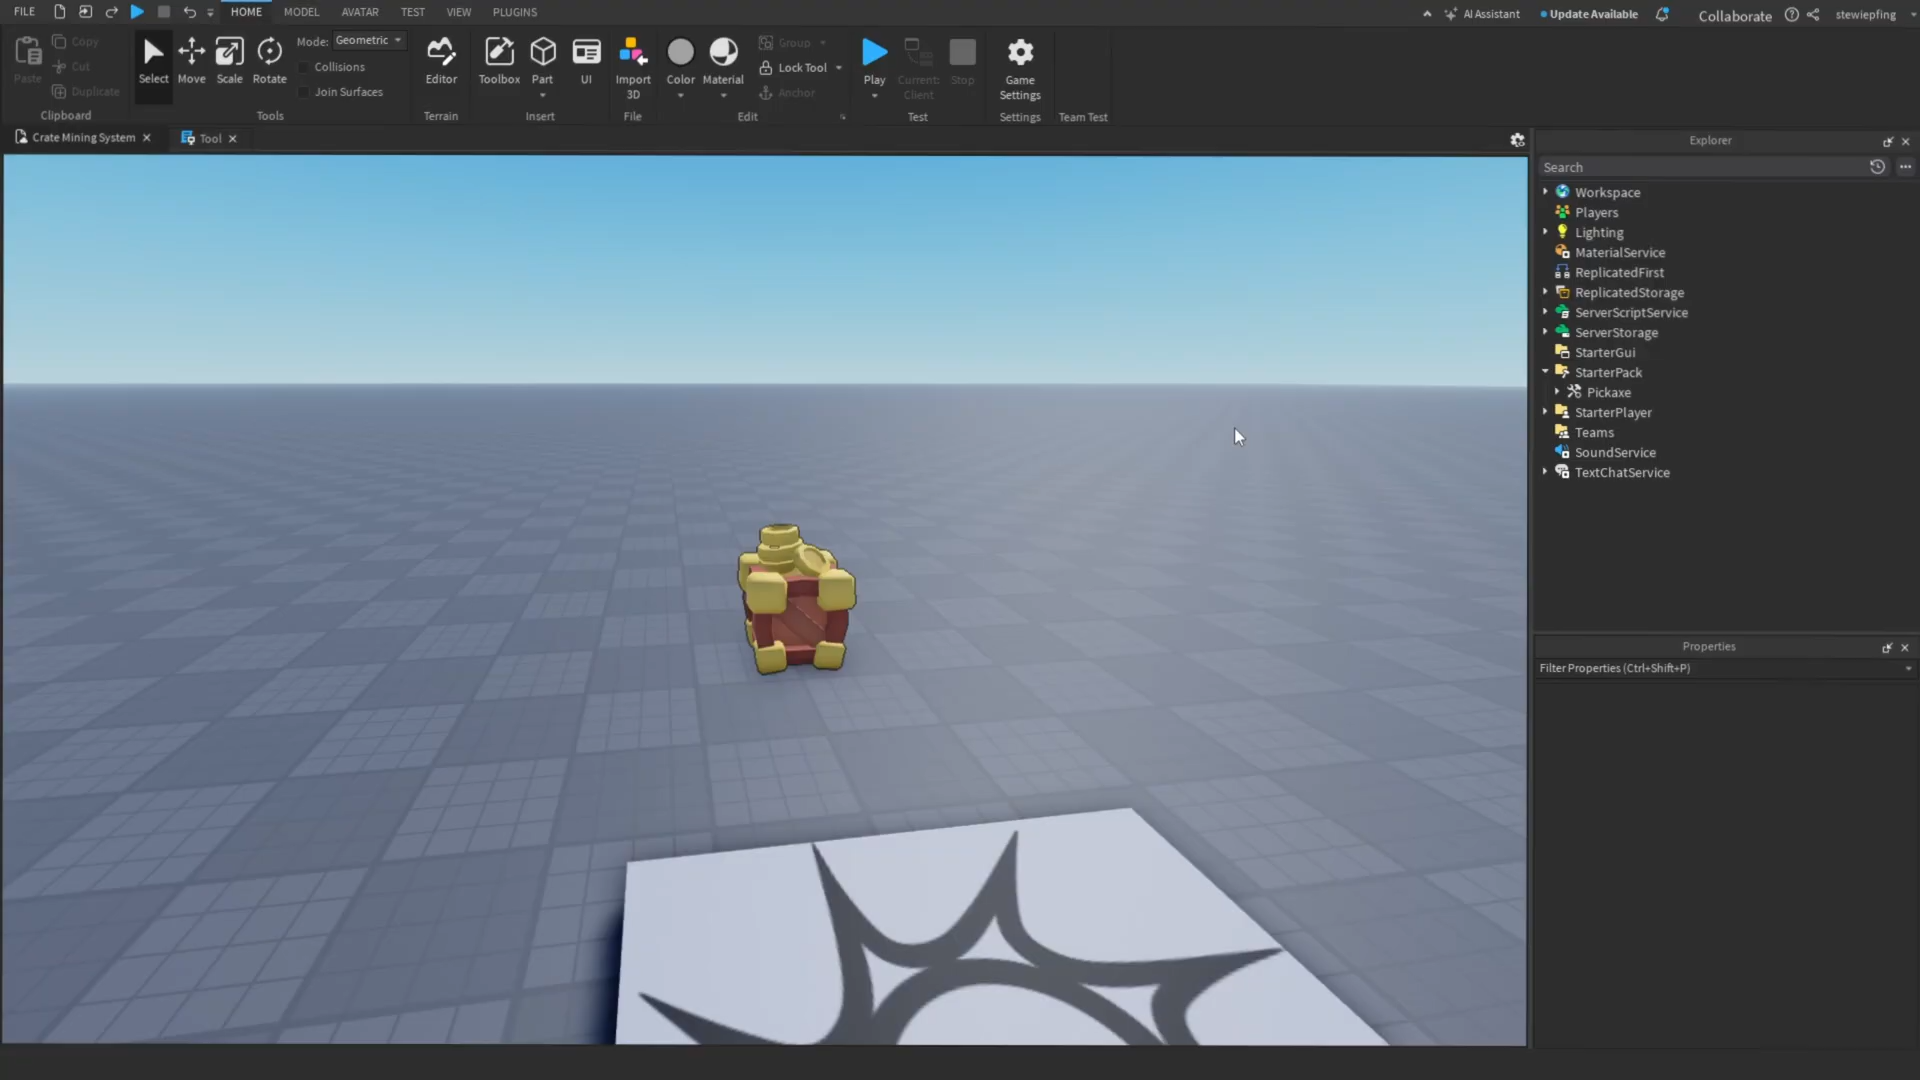 FILE HOME MODEL AVATAR TEST VIEW PLUGINS AI Assistant Update Available Collaborate stewiepfing
Paste
Copy
Cut
Duplicate
Clipboard
Select Move Scale Rotate
Mode: Geometric
Collisions
Join Surfaces
Tools
Editor
Terrain
Toolbox Part UI
Insert
Import
3D
File
Color Material
Group
Lock Tool
Anchor
Edit
Play
Current:
Client
Stop
Test
Game
Settings
Settings
Team Test
Crate Mining System
Tool
Explorer
Search
Workspace
Players
Lighting
MaterialService
ReplicatedFirst
ReplicatedStorage
ServerScriptService
ServerStorage
StarterGui
StarterPack
Pickaxe
StarterPlayer
Teams
SoundService
TextChatService
Properties
Filter Properties (Ctrl+Shift+P)